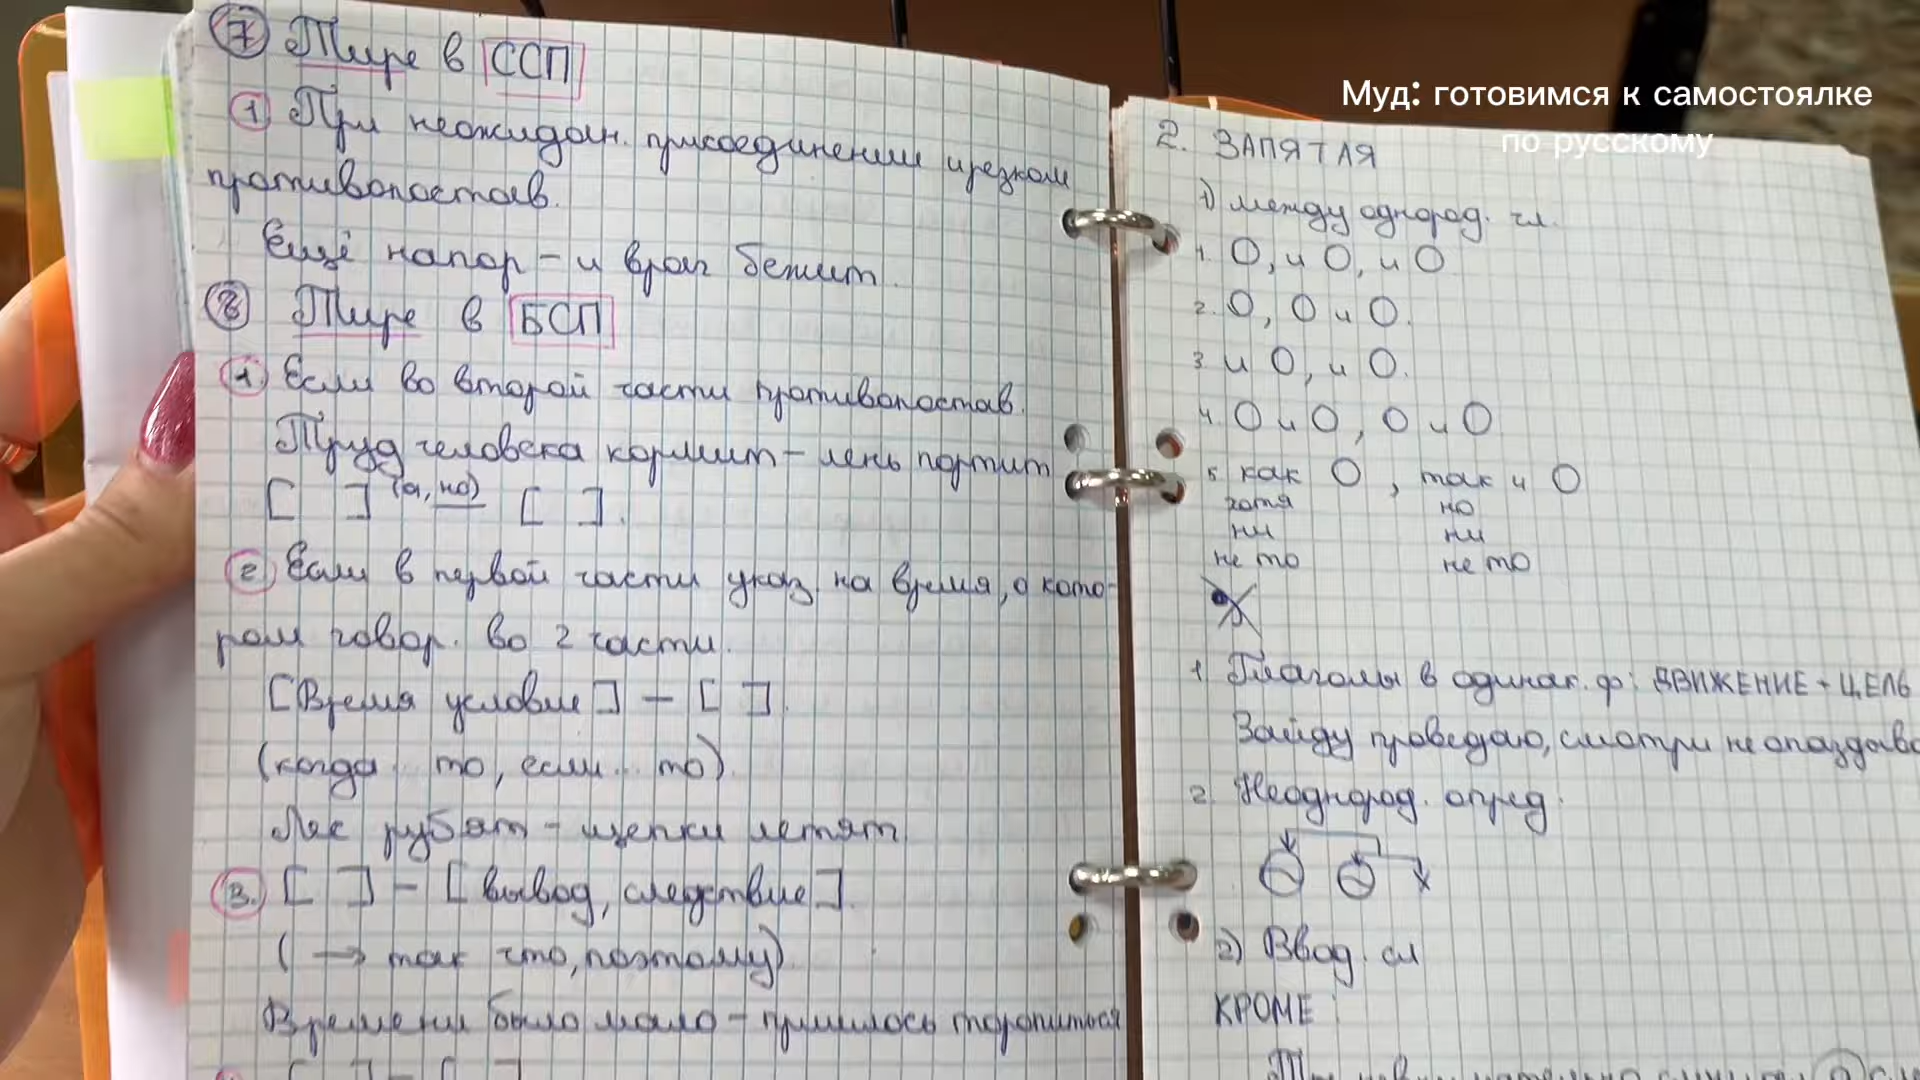 ⑦ Тире в ССП
① При неожидан. присоединении и резком
противопостав.
Ещё напор – и враг бежит.
⑧ Тире в БСП
1. Если во второй части противопостав.
Труд человека кормит – лень портит
[ ] (а, но) — [ ].
2. Если в первой части указ. на время, о кото-
ром говор. во 2 части.
[Время условие] — [ ].
(когда.. то, если.. то).
Лес рубят – щепки летят
3. [ ] – [вывод, следствие].
( → так что, поэтому).
Времени было мало – пришлось торопиться
[ ] – [ ]
Муд: готовимся к самостоялке
по русскому
2. ЗАПЯТАЯ
1) между однород. чл.
1. О, и О, и О
2. О, О и О.
3. и О, и О.
4. О и О, О и О
5. как О, так и О
хотя но
ни ни
не то не то
1. Глаголы в одинак. ф: ДВИЖЕНИЕ + ЦЕЛЬ
Зайду проведаю, смотри не опаздыва
2. Неоднород. опред.
2) Ввод. сл
КРОМЕ: